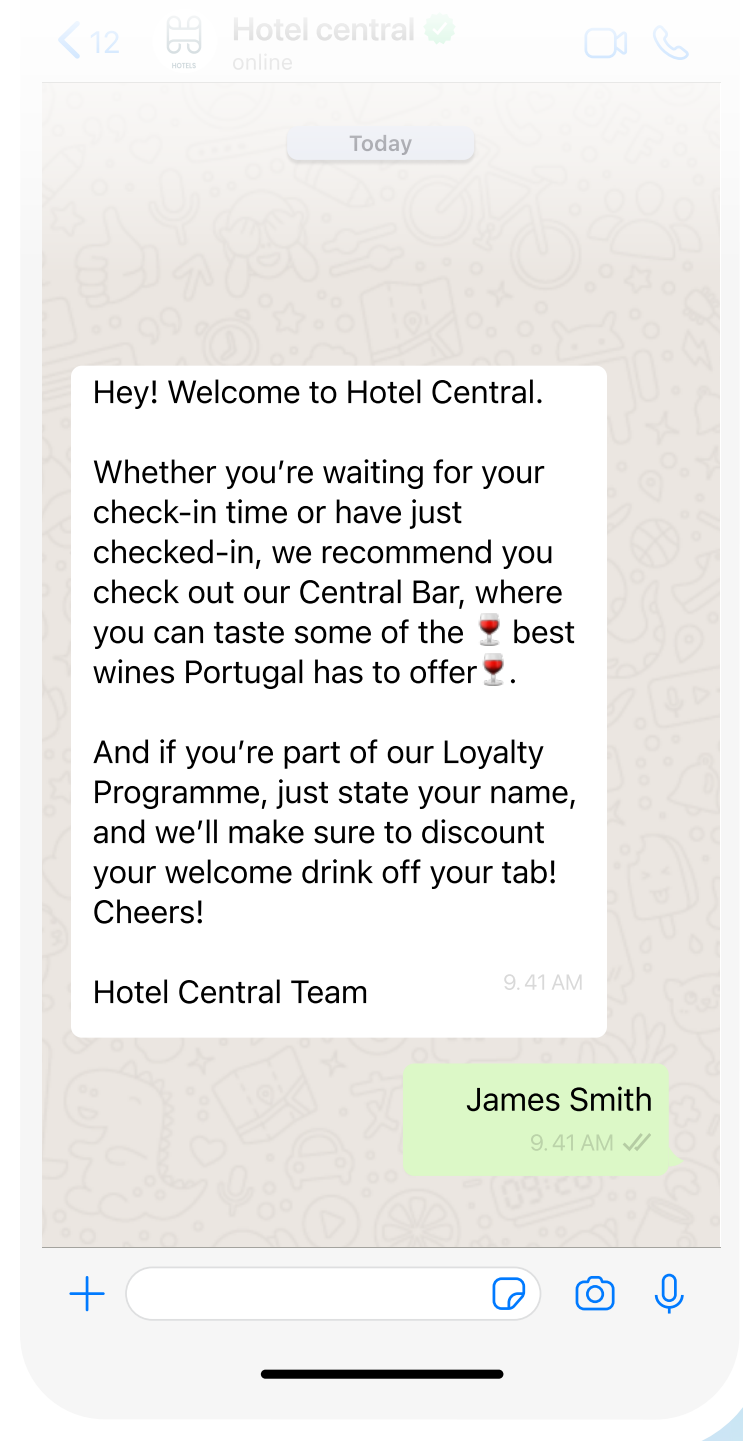 12
Hotel central
HOTELS
online
Today
Hey! Welcome to Hotel Central.
Whether you’re waiting for your
check-in time or have just
checked-in, we recommend you
check out our Central Bar, where
you can taste some of the 🍷 best
wines Portugal has to offer🍷.
And if you’re part of our Loyalty
Programme, just state your name,
and we’ll make sure to discount
your welcome drink off your tab!
Cheers!
Hotel Central Team
9.41 AM
James Smith
9.41 AM
09:20